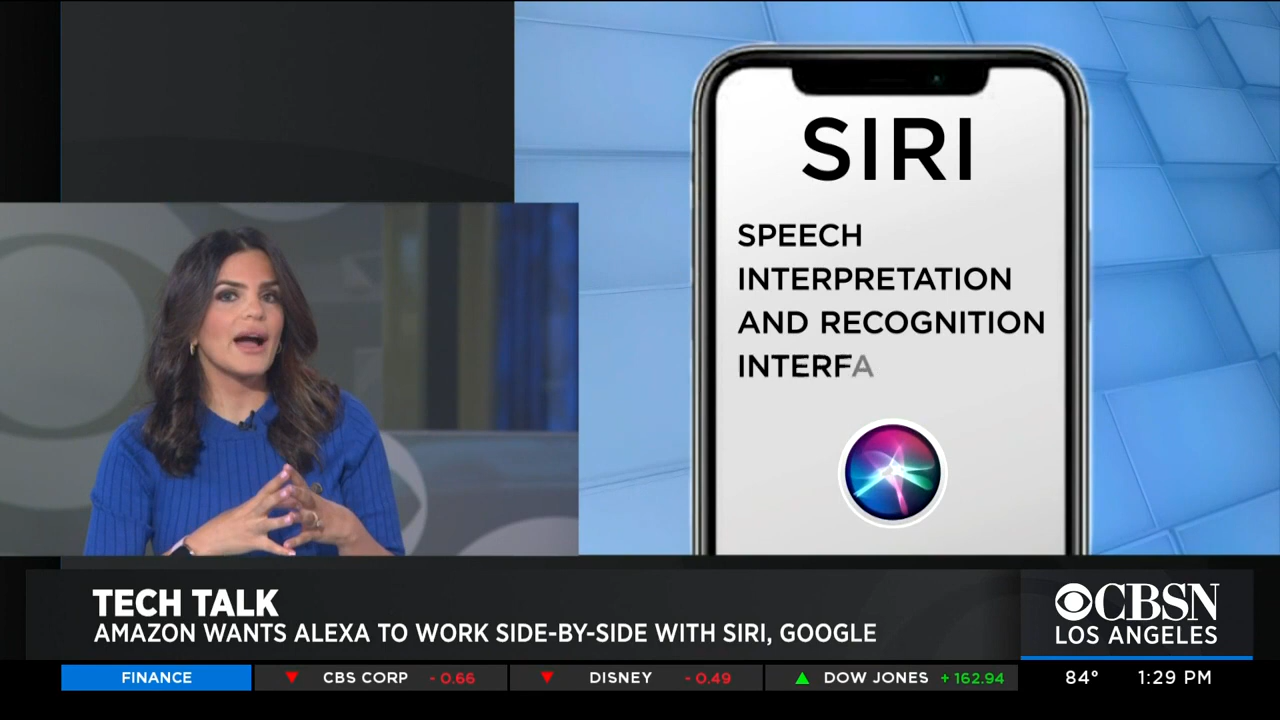 SIRI
SPEECH
INTERPRETATION
AND RECOGNITION
INTERFA
TECH TALK
AMAZON WANTS ALEXA TO WORK SIDE-BY-SIDE WITH SIRI, GOOGLE
CBSN
LOS ANGELES
FINANCE CBS CORP - 0.66 DISNEY - 0.49 DOW JONES + 162.94 84° 1:29 PM